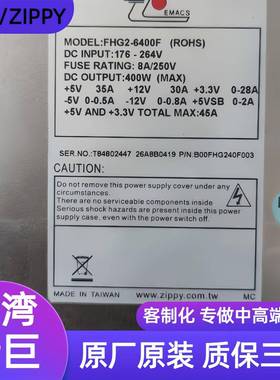 /ZIPPY
EMACS
MODEL:FHG2-6400F (ROHS)
DC INPUT:176 - 264V
FUSE RATING: 8A/250V
DC OUTPUT:400W (MAX)
+5V 35A +12V 30A +3.3V 0-28A
-5V 0-0.5A -12V 0-0.8A +5VSB 0-2A
+5V AND +3.3V TOTAL MAX:45A
SER.NO.:T84802447 26A8B0419 P/N:B00FHG240F003
CAUTION:
Do not remove this power supply cover under any
circumstances.
There are no serviceable components inside
Serious shock hazards are present in this power
supply, even with the power switch off.
MADE IN TAIWAN www.zippy.com.tw MC
湾
巨
客制化 专做中高端
原厂原装 质保三